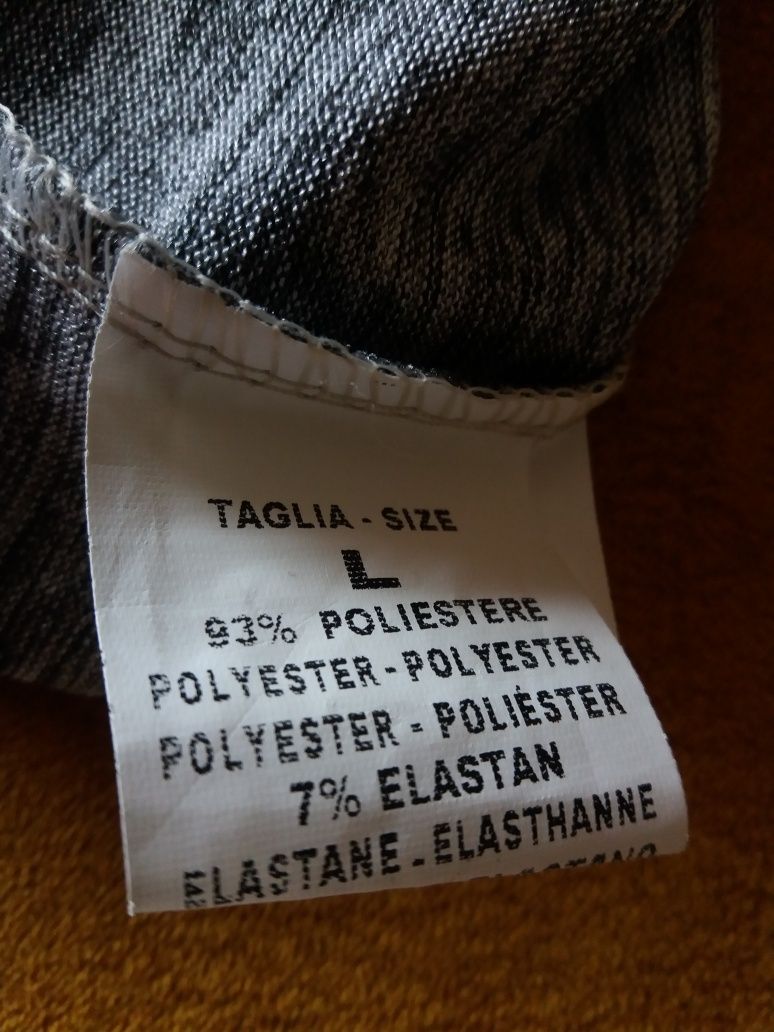 TAGLIA - SIZE
L
93% POLIESTERE
POLYESTER - POLYESTER
POLYESTER - POLIÉSTER
7% ELASTAN
ELASTANE - ELASTHANNE